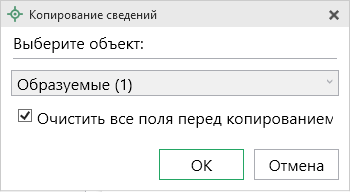 Копирование сведений
Выберите объект:
Образуемые (1)
Очистить все поля перед копированием
ОК
Отмена